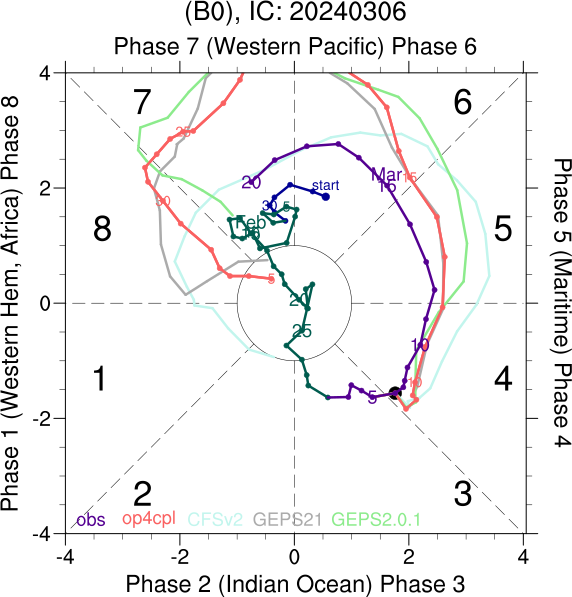 (B0), IC: 20240306
Phase 7 (Western Pacific) Phase 6
Phase 1 (Western Hem, Africa) Phase 8
Phase 5 (Maritime) Phase 4
4
2
0
-2
-4
7
6
8
5
1
4
2
3
start
20
Mar
15
30
5
Feb
20
25
5
10
15
10
30
5
obs
op4cpl
CFSv2
GEPS21
GEPS2.0.1
-4
-2
0
2
4
Phase 2 (Indian Ocean) Phase 3